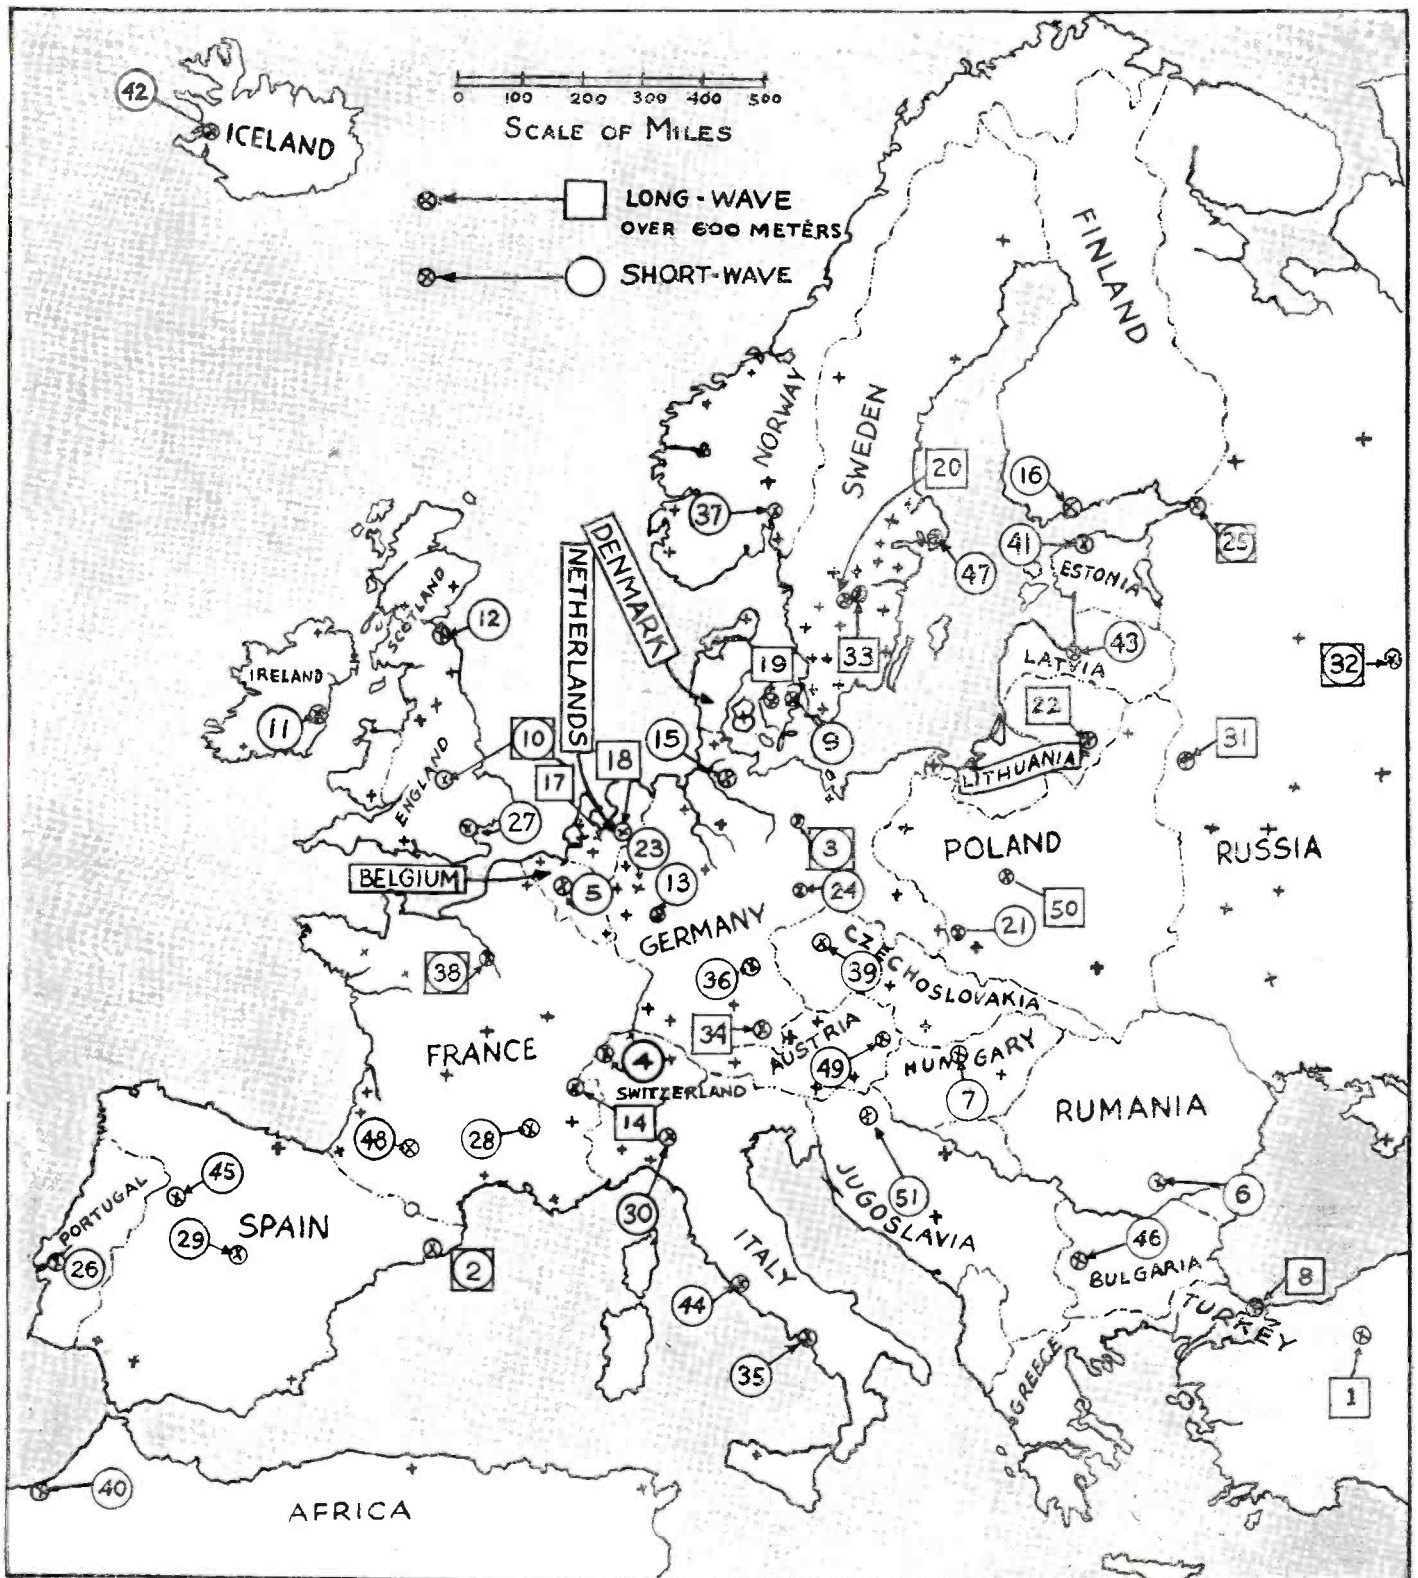 42
ICELAND
0 100 200 300 400 500
SCALE OF MILES
LONG-WAVE
OVER 600 METERS
SHORT-WAVE
FINLAND
NORWAY
SWEDEN
20
16
37
41
25
47
ESTONIA
DENMARK
NETHERLANDS
SCOTLAND
12
IRELAND
11
19
33
43
LATVIA
32
22
31
9
LITHUANIA
10
17
18
15
ENGLAND
27
23
13
3
24
5
BELGIUM
POLAND
RUSSIA
50
21
GERMANY
38
36
39
CZECHOSLOVAKIA
34
AUSTRIA
49
HUNGARY
7
FRANCE
4
SWITZERLAND
14
RUMANIA
48
28
45
PORTUGAL
SPAIN
29
26
2
30
51
JUGOSLAVIA
6
46
BULGARIA
ITALY
44
35
8
TURKEY
GREECE
1
40
AFRICA